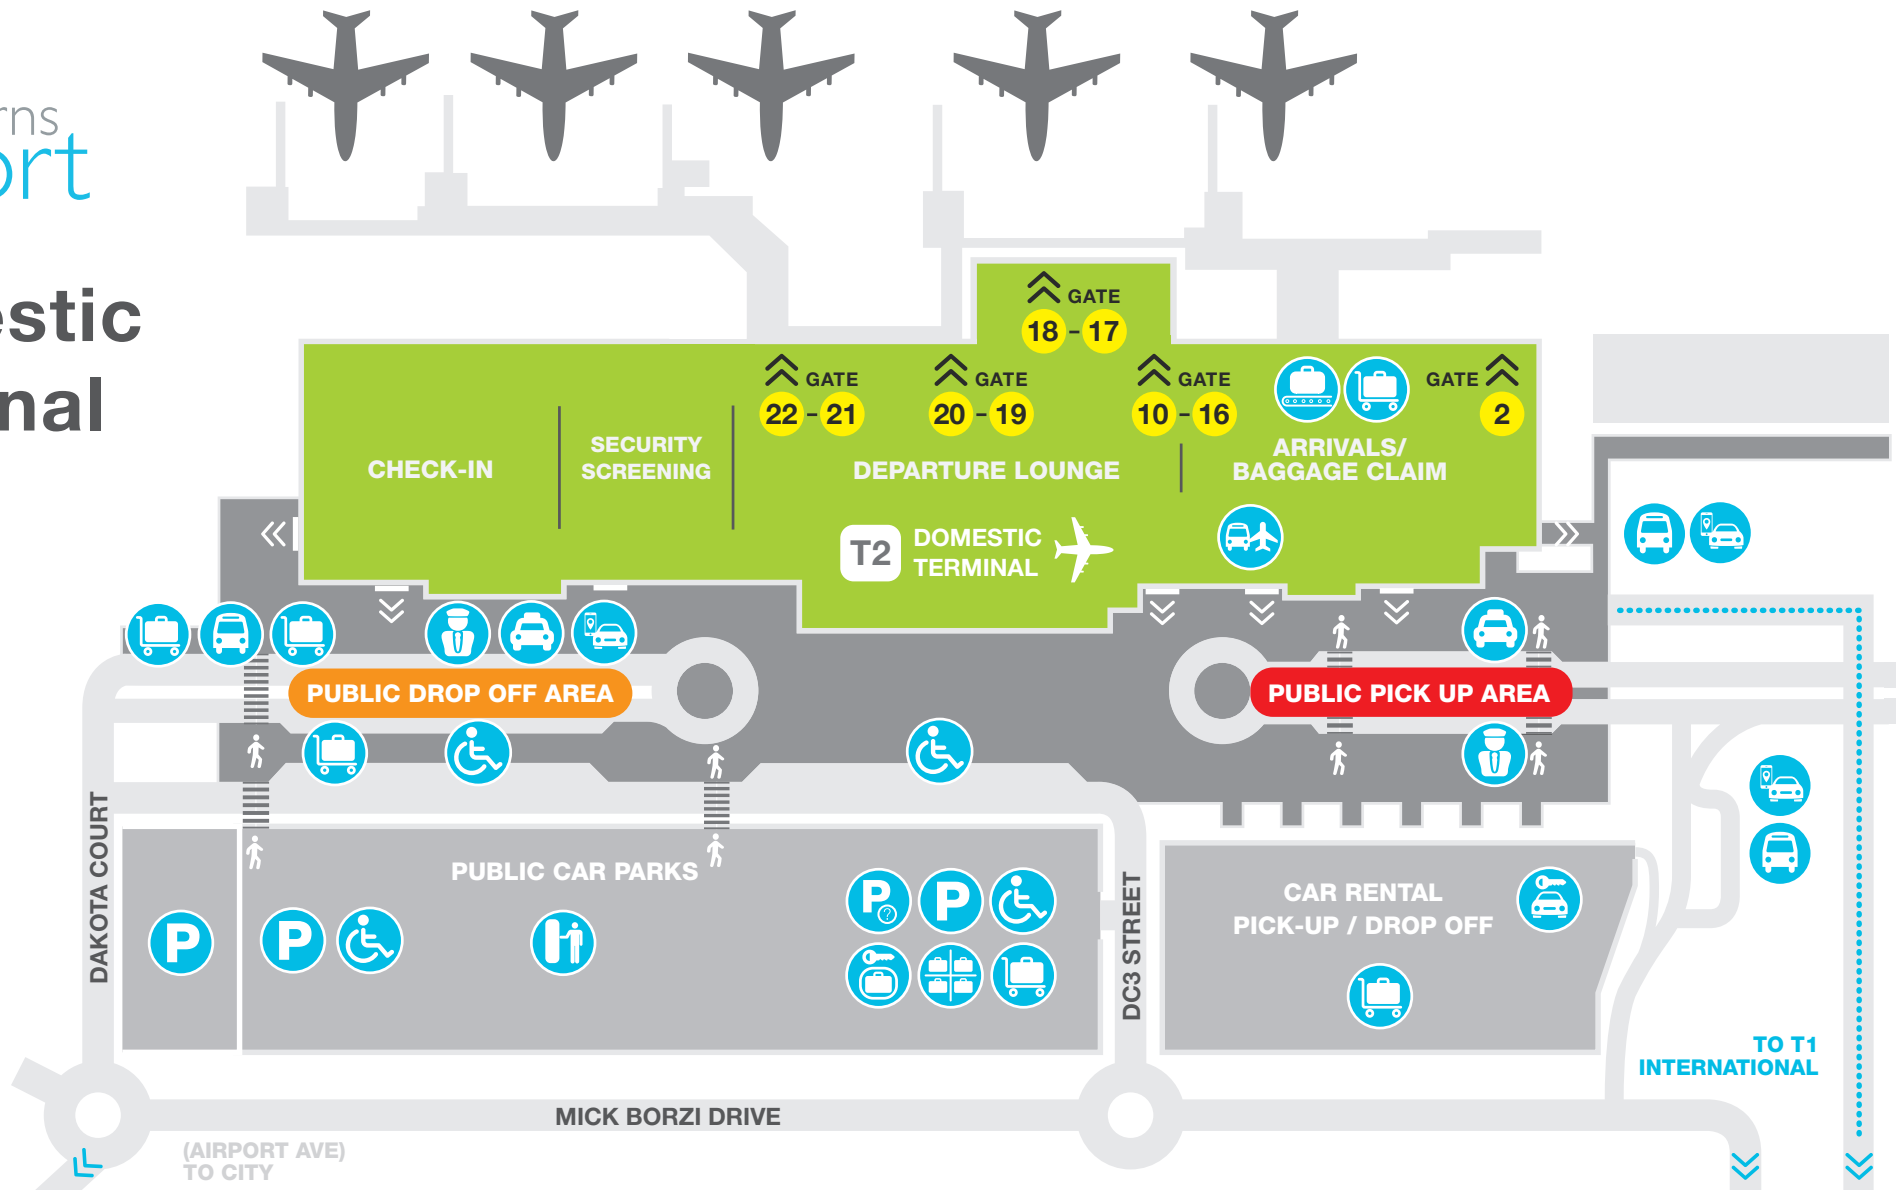 rns
ort
estic
nal
GATE
18 - 17
GATE
22 - 21
GATE
20 - 19
GATE
10 - 16
GATE
2
CHECK-IN
SECURITY
SCREENING
DEPARTURE LOUNGE
ARRIVALS/
BAGGAGE CLAIM
T2
DOMESTIC
TERMINAL
PUBLIC DROP OFF AREA
PUBLIC PICK UP AREA
DAKOTA COURT
PUBLIC CAR PARKS
P
P
P ?
P
DC3 STREET
CAR RENTAL
PICK-UP / DROP OFF
TO T1
INTERNATIONAL
MICK BORZI DRIVE
(AIRPORT AVE)
TO CITY